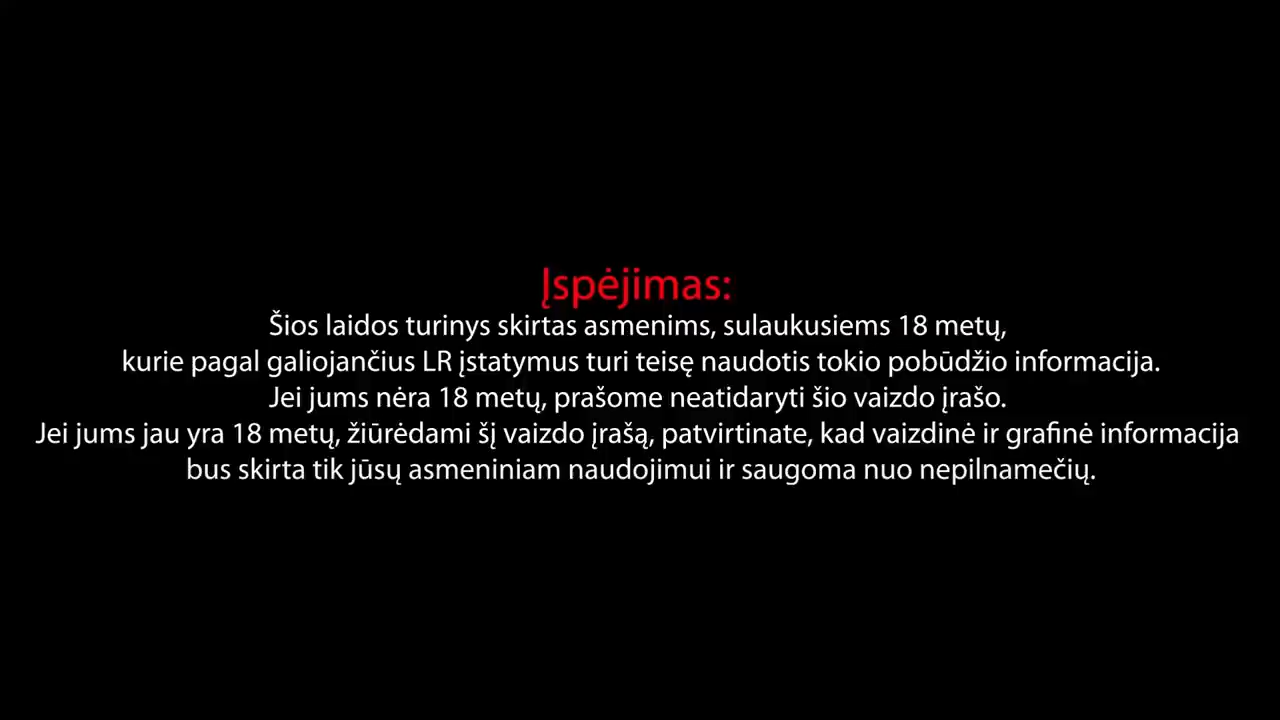 Įspėjimas:
Šios laidos turinys skirtas asmenims, sulaukusiems 18 metų,
kurie pagal galiojančius LR įstatymus turi teisę naudotis tokio pobūdžio informacija.
Jei jums nėra 18 metų, prašome neatidaryti šio vaizdo įrašo.
Jei jums jau yra 18 metų, žiūrėdami šį vaizdo įrašą, patvirtinate, kad vaizdinė ir grafinė informacija
bus skirta tik jūsų asmeniniam naudojimui ir saugoma nuo nepilnamečių.